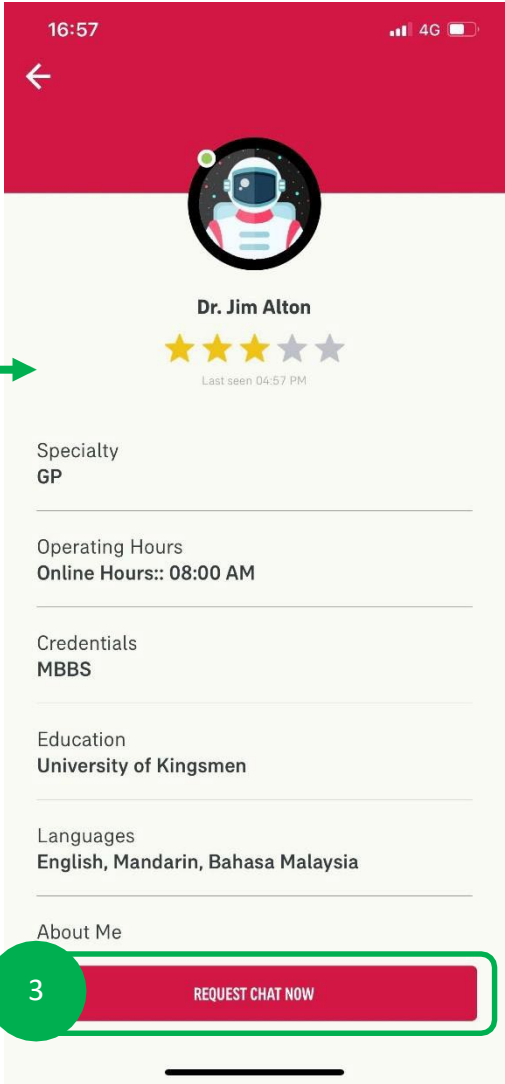 16:57
4G
Dr. Jim Alton
Last seen 04:57 PM
Specialty
GP
Operating Hours
Online Hours:: 08:00 AM
Credentials
MBBS
Education
University of Kingsmen
Languages
English, Mandarin, Bahasa Malaysia
About Me
3
REQUEST CHAT NOW